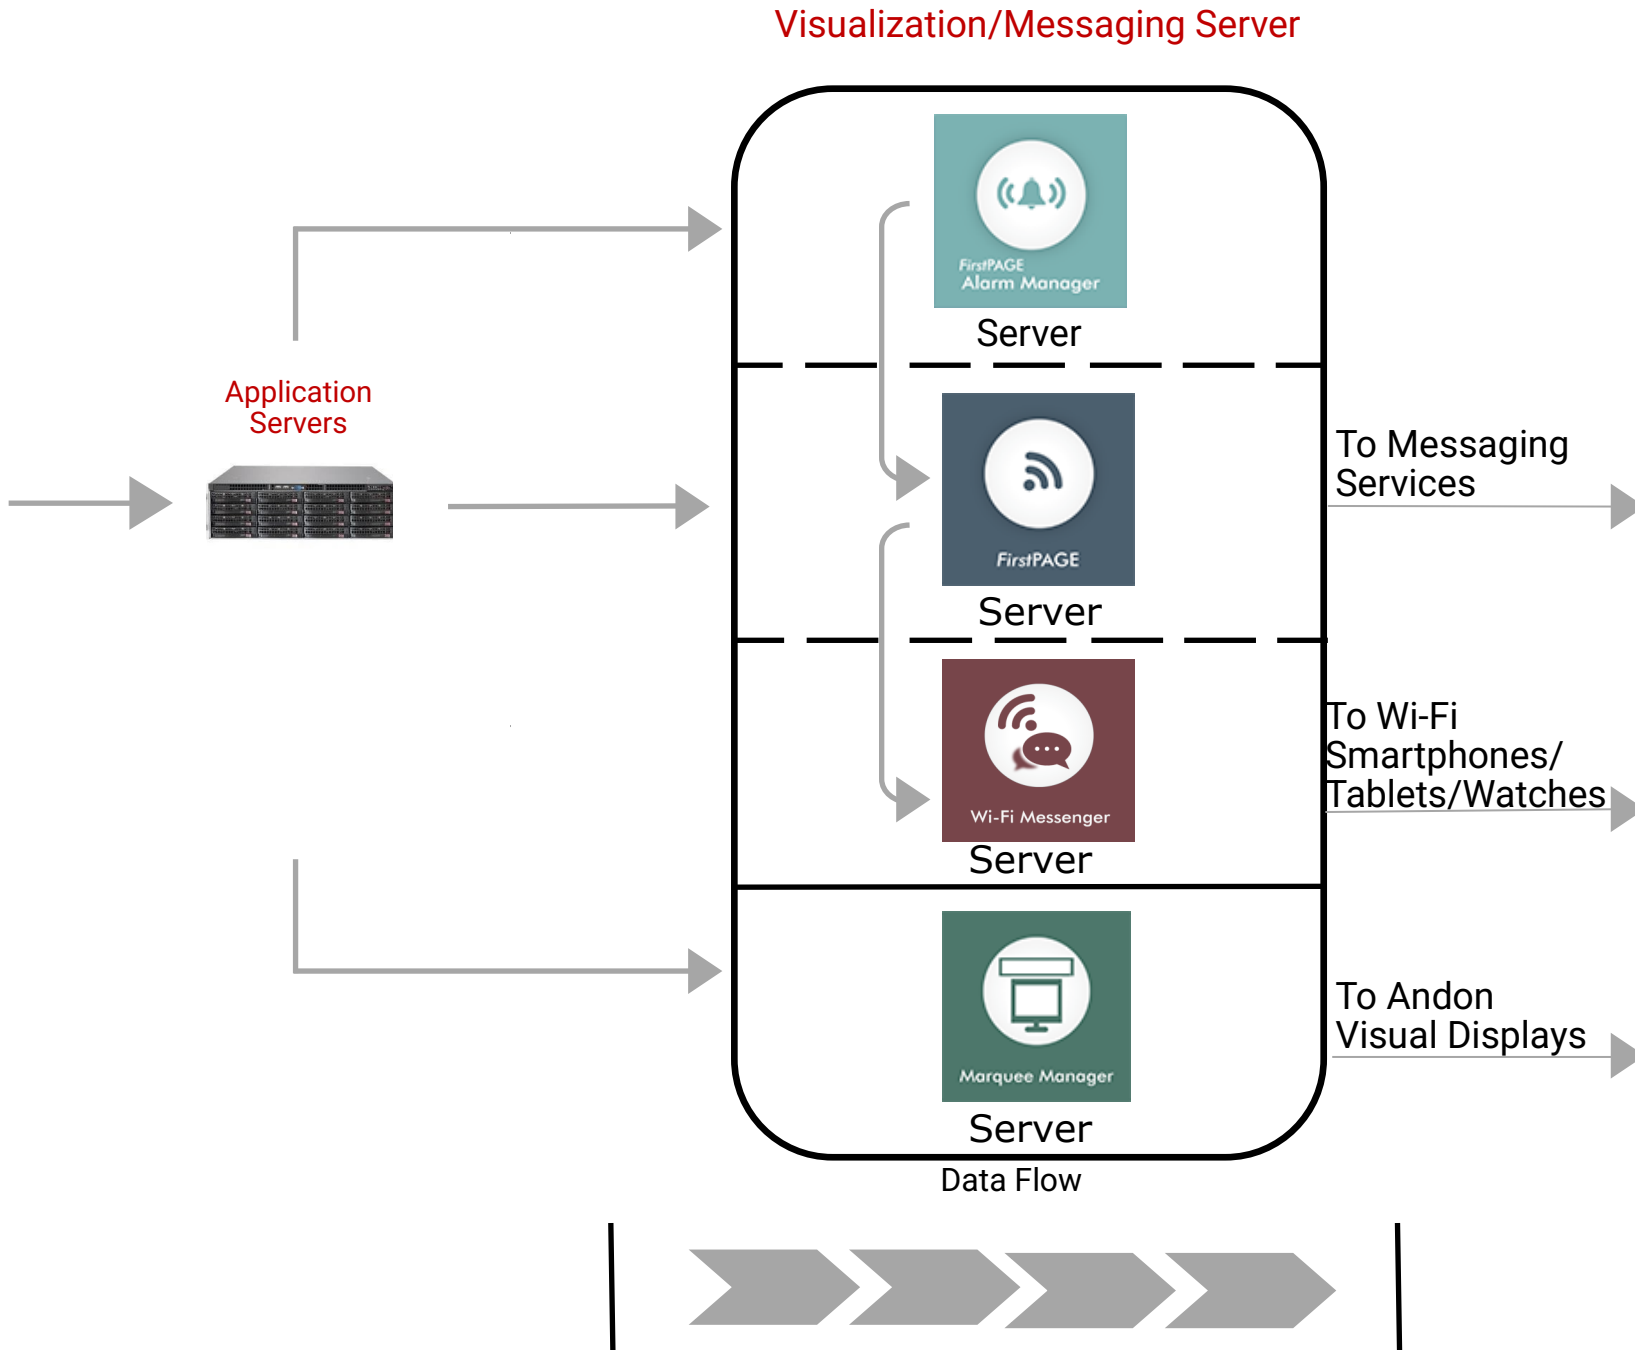 Visualization/Messaging Server
FirstPAGE
Alarm Manager
Server
Application
Servers
FirstPAGE
Server
To Messaging
Services
Wi-Fi Messenger
Server
To Wi-Fi
Smartphones/
Tablets/Watches
Marquee Manager
Server
To Andon
Visual Displays
Data Flow